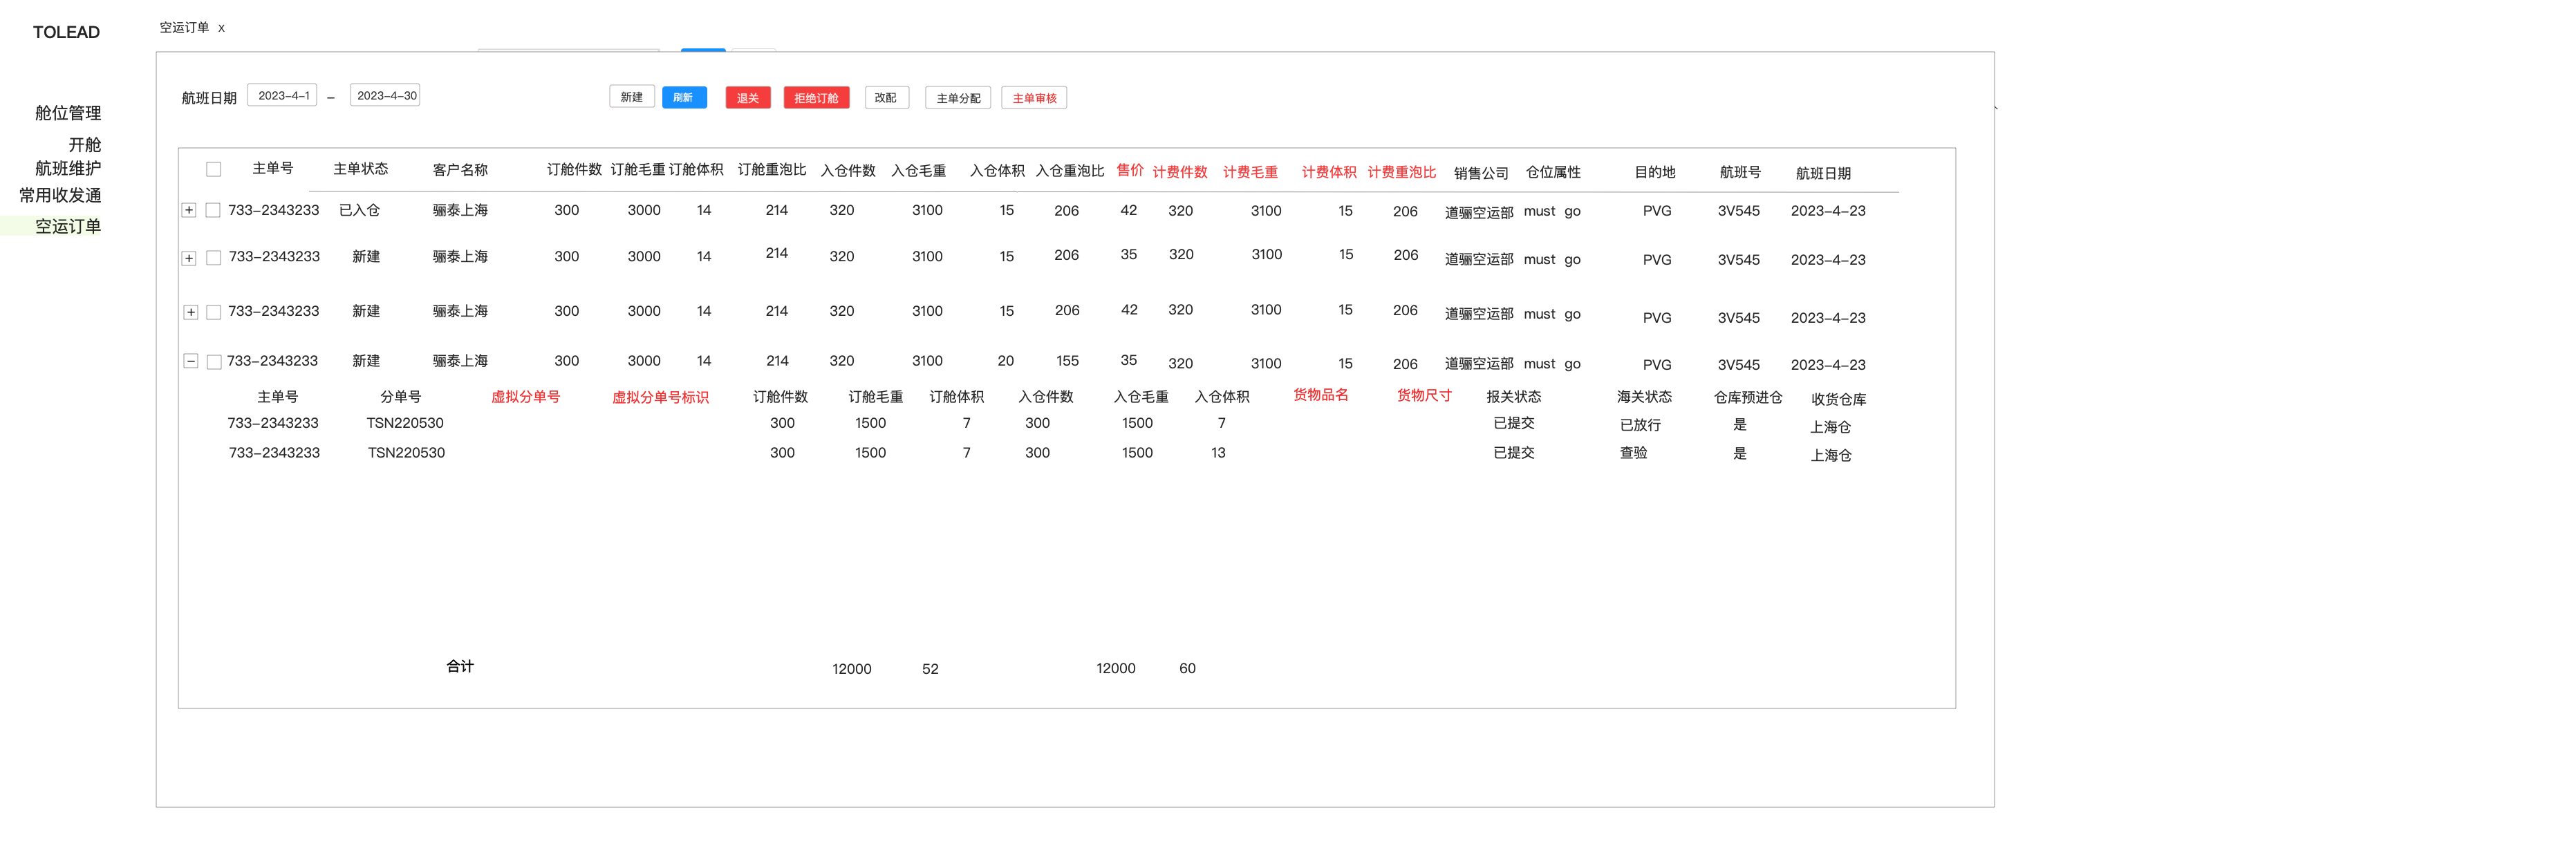 TOLEAD
空运订单 x
舱位管理
开舱
航班维护
常用收发通
空运订单
航班日期 2023-4-1 - 2023-4-30 新建 刷新 退关 拒绝订舱 改配 主单分配 主单审核
主单号 主单状态 客户名称 订舱件数 订舱毛重 订舱体积 订舱重泡比 入仓件数 入仓毛重 入仓体积 入仓重泡比 售价 计费件数 计费毛重 计费体积 计费重泡比 销售公司 仓位属性 目的地 航班号 航班日期
+ 733-2343233 已入仓 骊泰上海 300 3000 14 214 320 3100 15 206 42 320 3100 15 206 道骊空运部 must go PVG 3V545 2023-4-23
+ 733-2343233 新建 骊泰上海 300 3000 14 214 320 3100 15 206 35 320 3100 15 206 道骊空运部 must go PVG 3V545 2023-4-23
+ 733-2343233 新建 骊泰上海 300 3000 14 214 320 3100 15 206 42 320 3100 15 206 道骊空运部 must go PVG 3V545 2023-4-23
- 733-2343233 新建 骊泰上海 300 3000 14 214 320 3100 20 155 35 320 3100 15 206 道骊空运部 must go PVG 3V545 2023-4-23
主单号 分单号 虚拟分单号 虚拟分单号标识 订舱件数 订舱毛重 订舱体积 入仓件数 入仓毛重 入仓体积 货物品名 货物尺寸 报关状态 海关状态 仓库预进仓 收货仓库
733-2343233 TSN220530 300 1500 7 300 1500 7 已提交 已放行 是 上海仓
733-2343233 TSN220530 300 1500 7 300 1500 13 已提交 查验 是 上海仓
合计 12000 52 12000 60